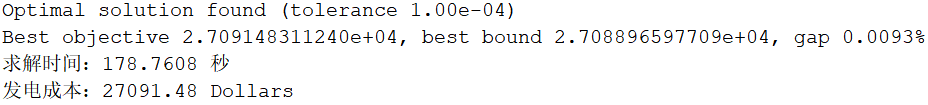 Optimal solution found (tolerance 1.00e-04)
Best objective 2.709148311240e+04, best bound 2.708896597709e+04, gap 0.0093%
求解时间：178.7608 秒
发电成本：27091.48 Dollars